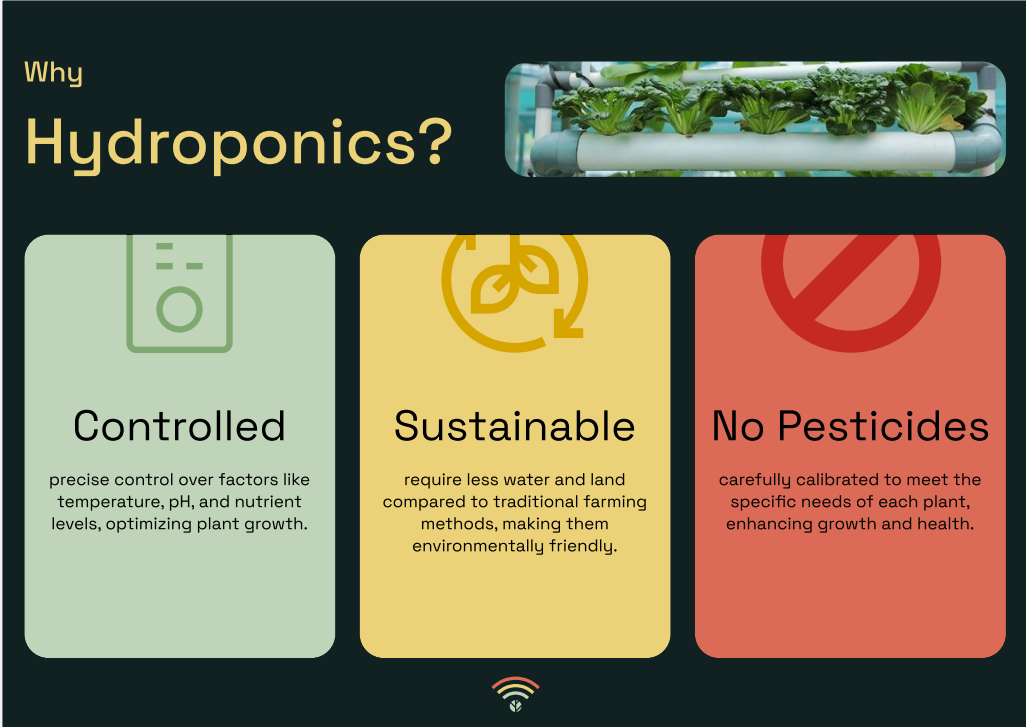 Why
Hydroponics?
Controlled
precise control over factors like
temperature, pH, and nutrient
levels, optimizing plant growth.
Sustainable
require less water and land
compared to traditional farming
methods, making them
environmentally friendly.
No Pesticides
carefully calibrated to meet the
specific needs of each plant,
enhancing growth and health.